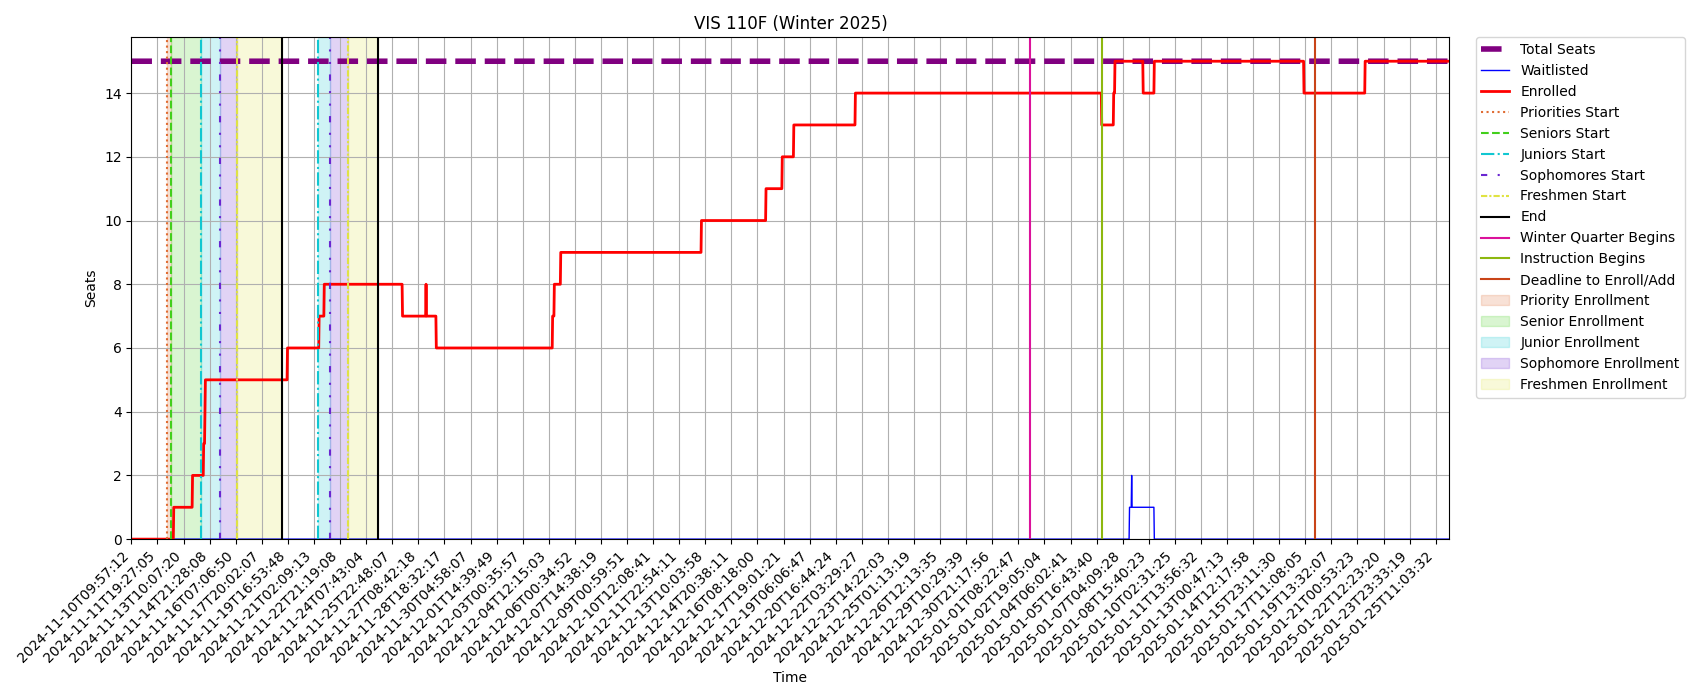 VIS 110F (Winter 2025)
Seats
14
12
10
8
6
4
2
0
2024-11-10T09:57:12
2024-11-11T19:27:05
2024-11-13T10:07:20
2024-11-14T21:28:08
2024-11-16T07:06:50
2024-11-17T20:02:07
2024-11-19T16:53:48
2024-11-21T02:09:13
2024-11-22T21:19:08
2024-11-24T07:43:04
2024-11-25T22:48:07
2024-11-27T08:42:18
2024-11-28T18:32:17
2024-11-30T04:58:07
2024-12-01T14:39:49
2024-12-03T00:35:57
2024-12-04T12:15:03
2024-12-06T00:34:52
2024-12-07T14:38:19
2024-12-09T00:59:51
2024-12-10T12:08:41
2024-12-11T22:54:11
2024-12-13T10:03:58
2024-12-14T20:38:11
2024-12-16T08:18:00
2024-12-17T19:01:21
2024-12-19T06:06:47
2024-12-20T16:44:24
2024-12-22T03:29:27
2024-12-23T14:22:03
2024-12-25T01:13:19
2024-12-26T12:13:35
2024-12-29T10:29:39
2024-12-30T21:17:56
2025-01-01T08:22:47
2025-01-02T19:05:04
2025-01-04T06:02:41
2025-01-05T16:43:40
2025-01-07T04:09:28
2025-01-08T15:40:23
2025-01-10T02:31:25
2025-01-11T13:56:32
2025-01-13T00:47:13
2025-01-14T12:17:58
2025-01-15T23:11:30
2025-01-17T11:08:05
2025-01-19T13:32:07
2025-01-21T00:53:23
2025-01-22T12:23:20
2025-01-23T23:33:19
2025-01-25T11:03:32
Time
Total Seats
Waitlisted
Enrolled
Priorities Start
Seniors Start
Juniors Start
Sophomores Start
Freshmen Start
End
Winter Quarter Begins
Instruction Begins
Deadline to Enroll/Add
Priority Enrollment
Senior Enrollment
Junior Enrollment
Sophomore Enrollment
Freshmen Enrollment